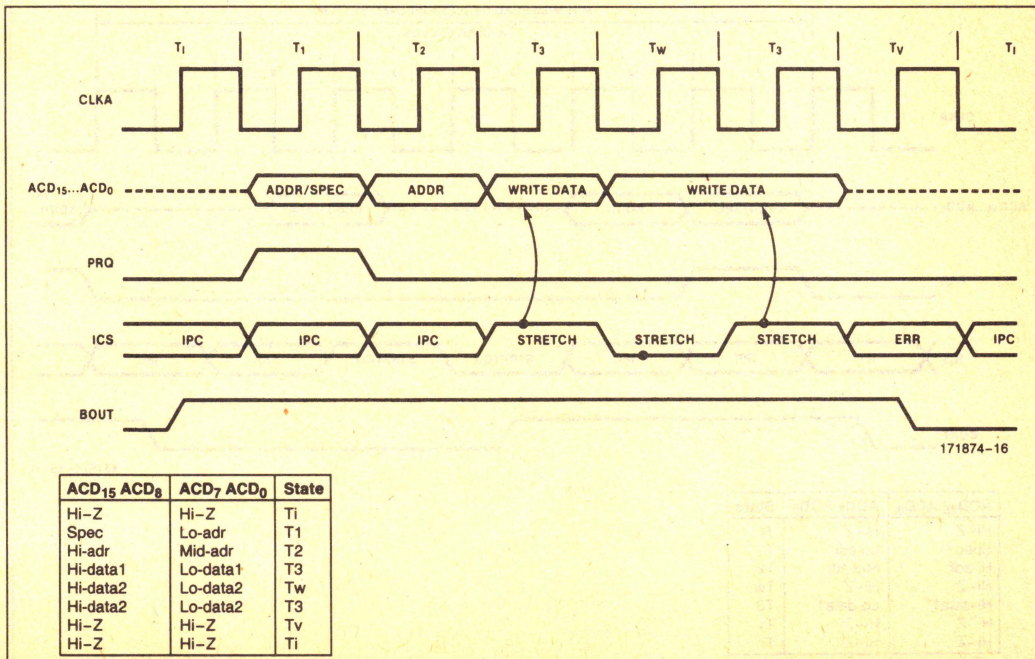 TI T1 T2 T3 TW T3 TV TI
CLKA
ACD15...ACD0 ADDR/SPEC ADDR WRITE DATA WRITE DATA
PRQ
ICS IPC IPC IPC STRETCH STRETCH STRETCH ERR IPC
BOUT
171874–16
ACD15 ACD8 ACD7 ACD0 State
Hi–Z Hi–Z Ti
Spec Lo-adr T1
Hi-adr Mid-adr T2
Hi-data1 Lo-data1 T3
Hi-data2 Lo-data2 Tw
Hi-data2 Lo-data2 T3
Hi–Z Hi–Z Tv
Hi–Z Hi–Z Ti